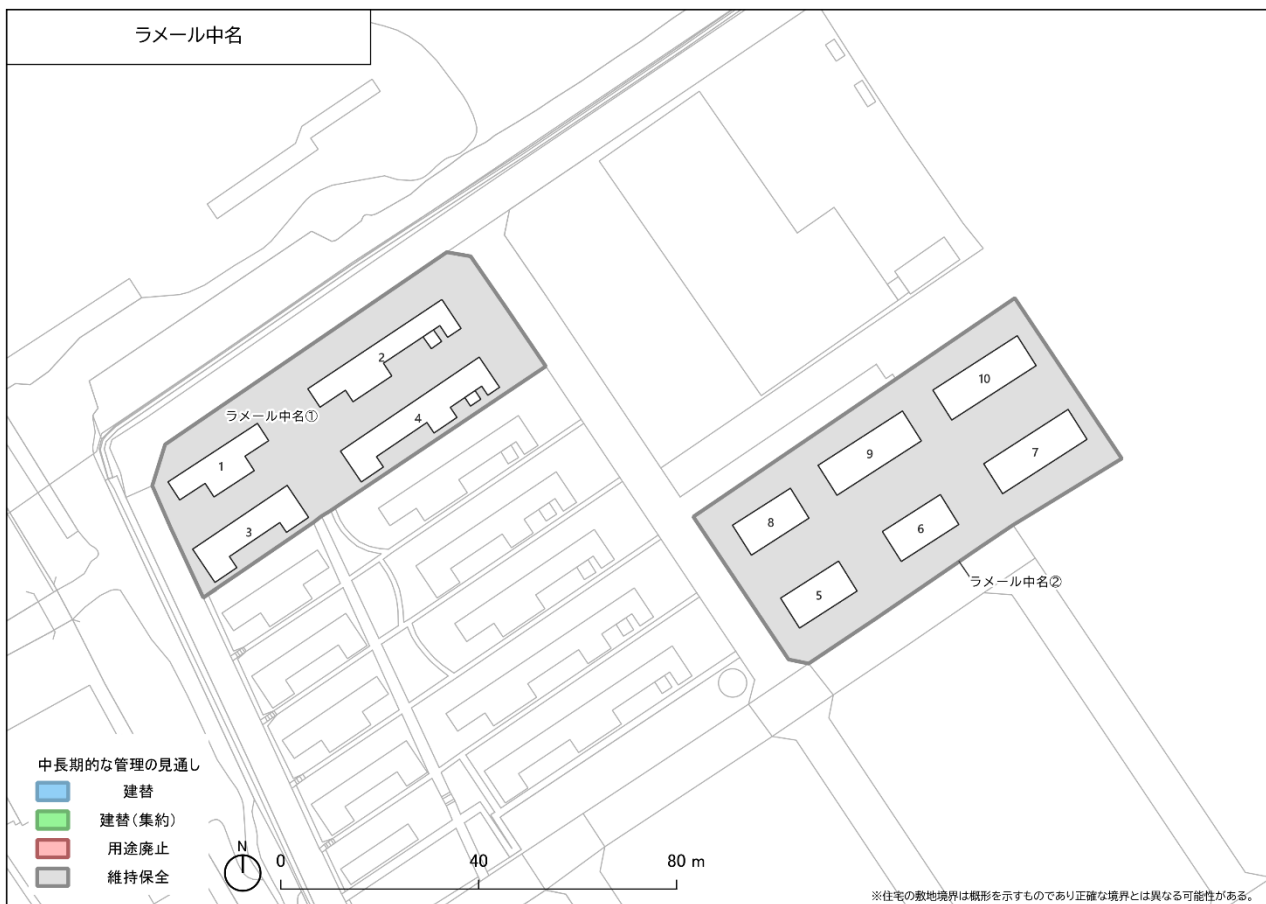 ラメール中名
2
ラメール中名①
4
1
3
10
9
7
8
6
ラメール中名②
5
中長期的な管理の見通し
建替
建替(集約)
用途廃止
維持保全
N
0 40 80 m
※住宅の敷地境界は概形を示すものであり正確な境界とは異なる可能性がある。